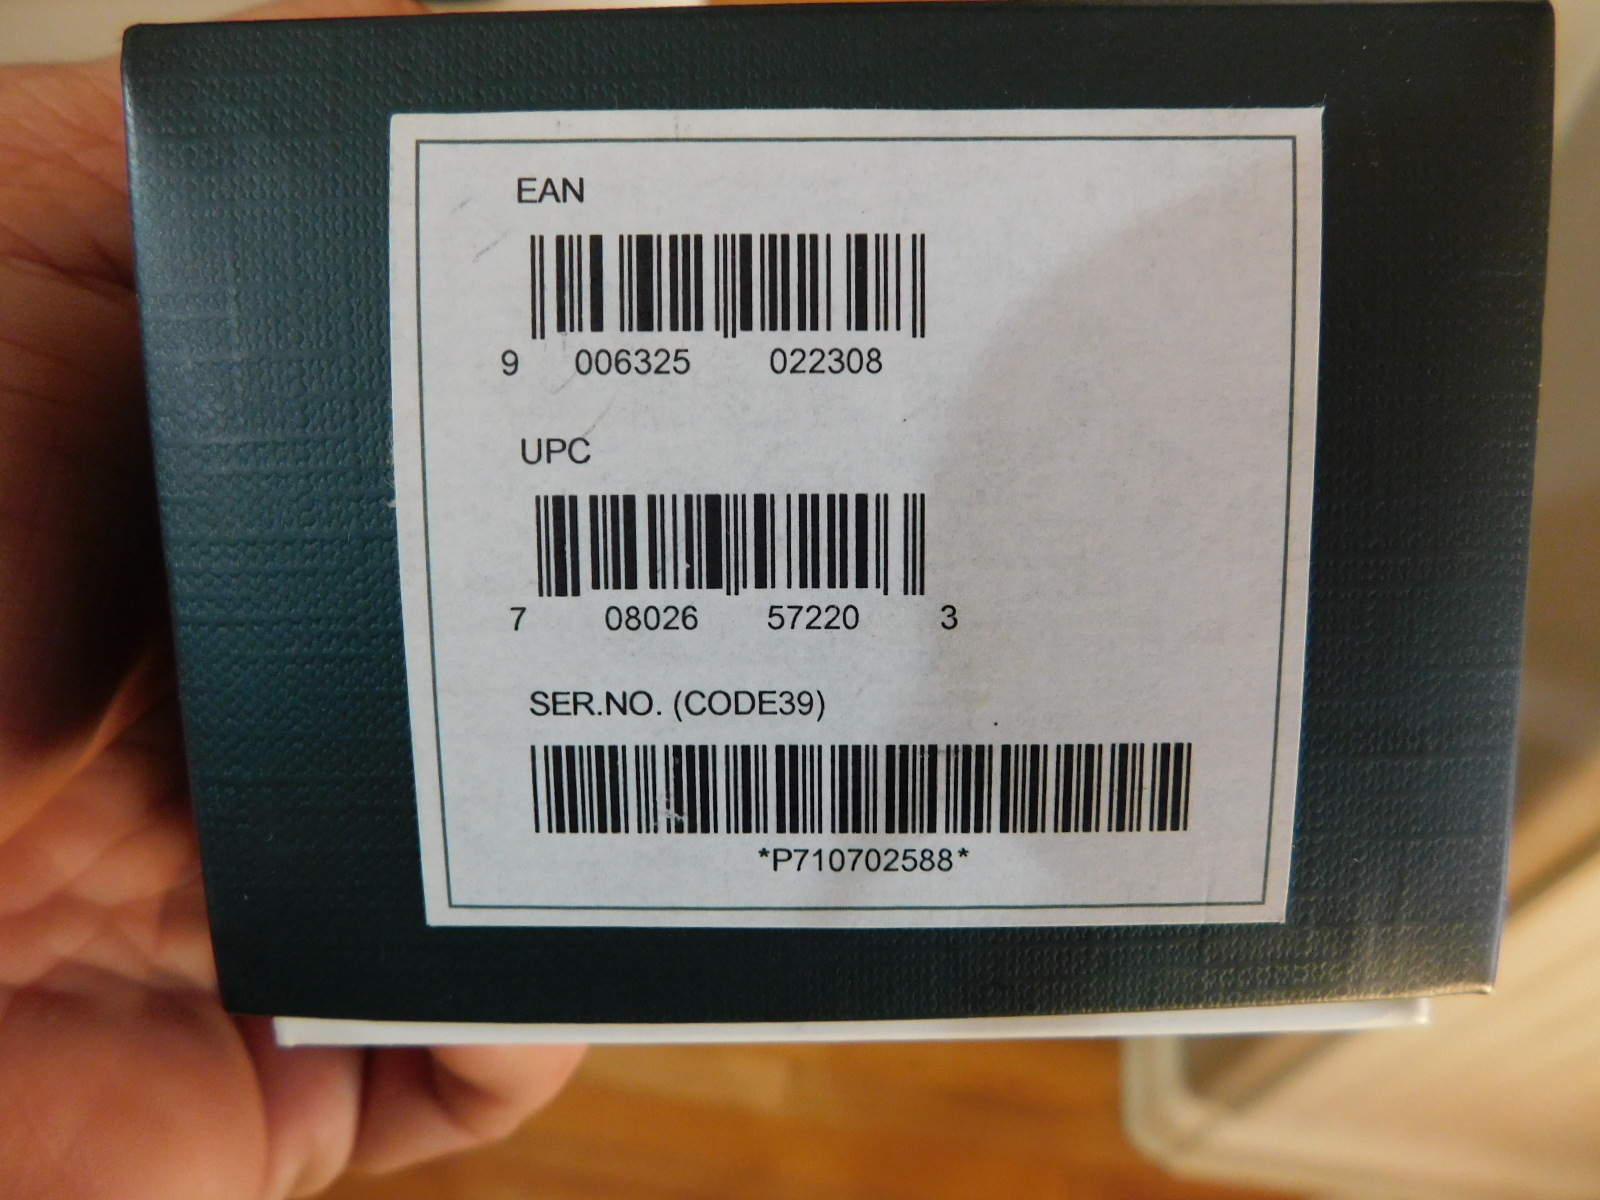 EAN
9 006325 022308
UPC
7 08026 57220 3
SER.NO. (CODE39)
*P710702588*